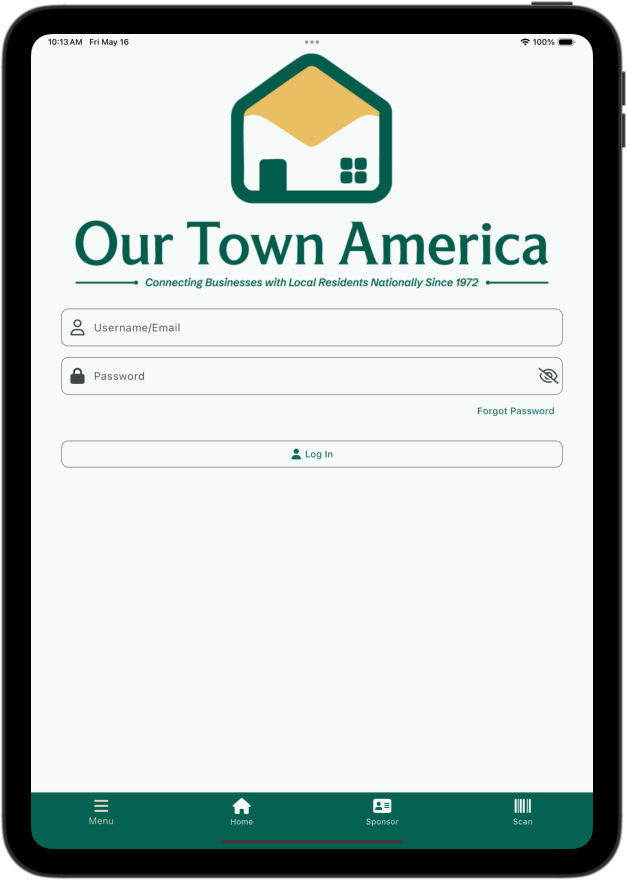 10:13 AM Fri May 16
100%
Our Town America
Connecting Businesses with Local Residents Nationally Since 1972
Username/Email
Password
Forgot Password
Log In
Menu Home Sponsor Scan